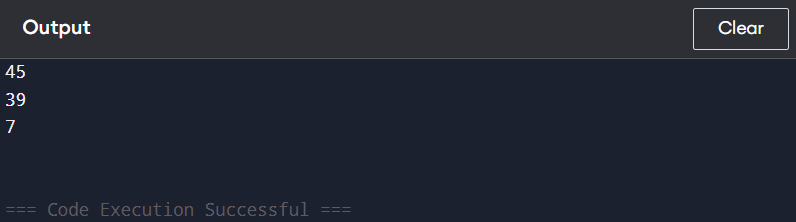 Output
Clear
45
39
7
=== Code Execution Successful ===